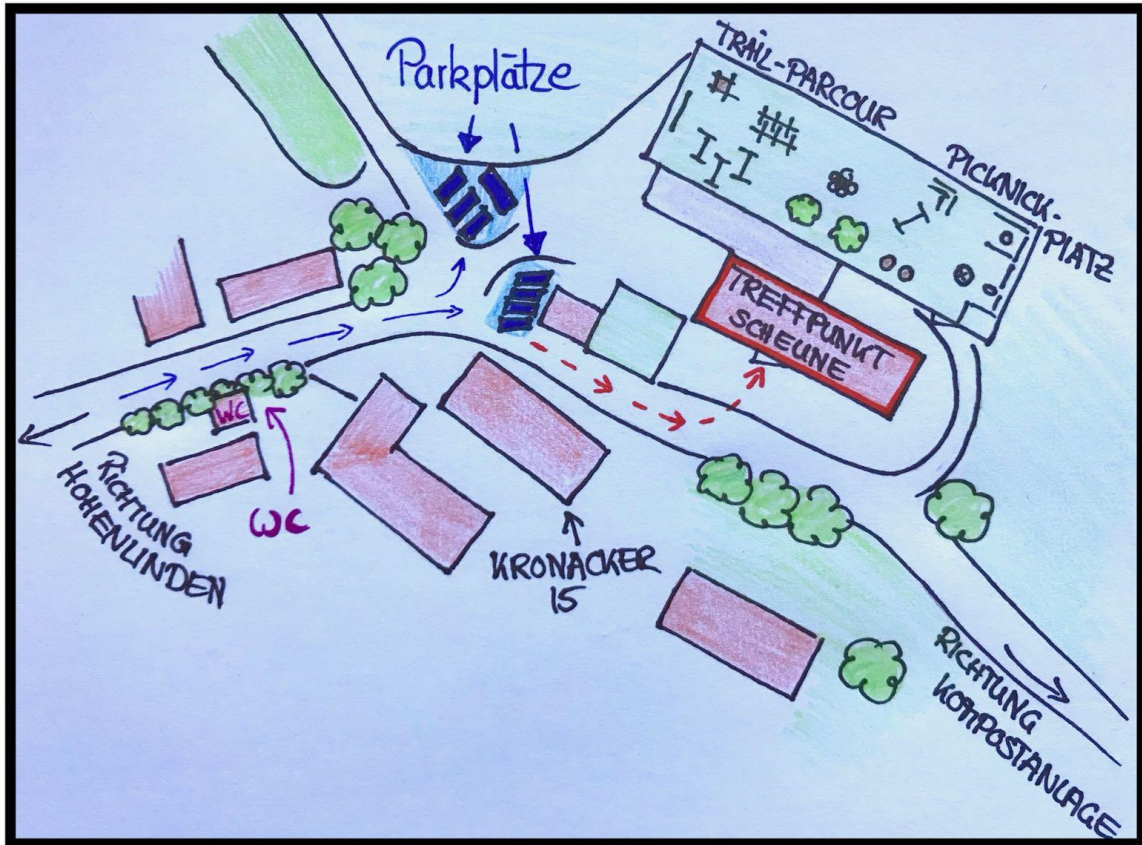 Parkplätze
TRAIL-PARCOUR
PICKNICK-
PLATZ
TREFFPUNKT
SCHEUNE
WC
WC
RICHTUNG
HOHENLINDEN
KRONACKER
15
RICHTUNG
KOMPOSTANLAGE